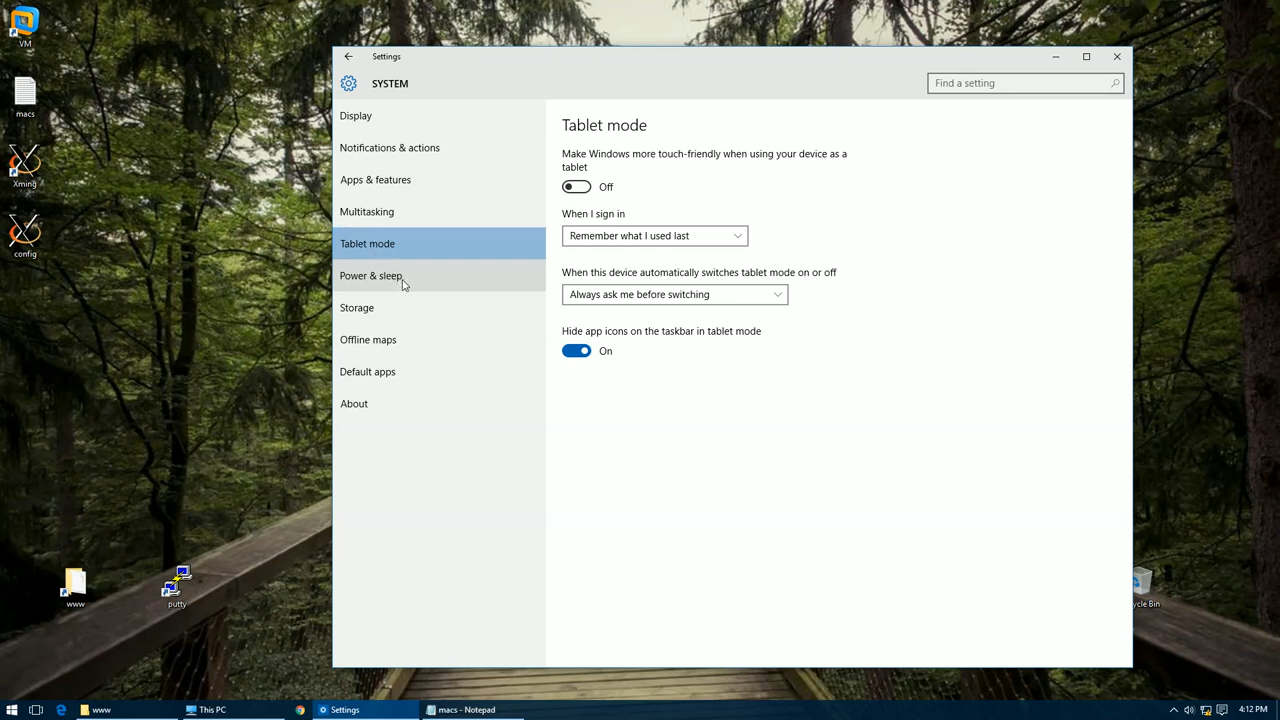 VM
macs
Xming
config
www
putty
Settings
SYSTEM
Find a setting
Display
Notifications & actions
Apps & features
Multitasking
Tablet mode
Power & sleep
Storage
Offline maps
Default apps
About
Tablet mode
Make Windows more touch-friendly when using your device as a
tablet
Off
When I sign in
Remember what I used last
When this device automatically switches tablet mode on or off
Always ask me before switching
Hide app icons on the taskbar in tablet mode
On
ycle Bin
www
This PC
Settings
macs - Notepad
4:12 PM